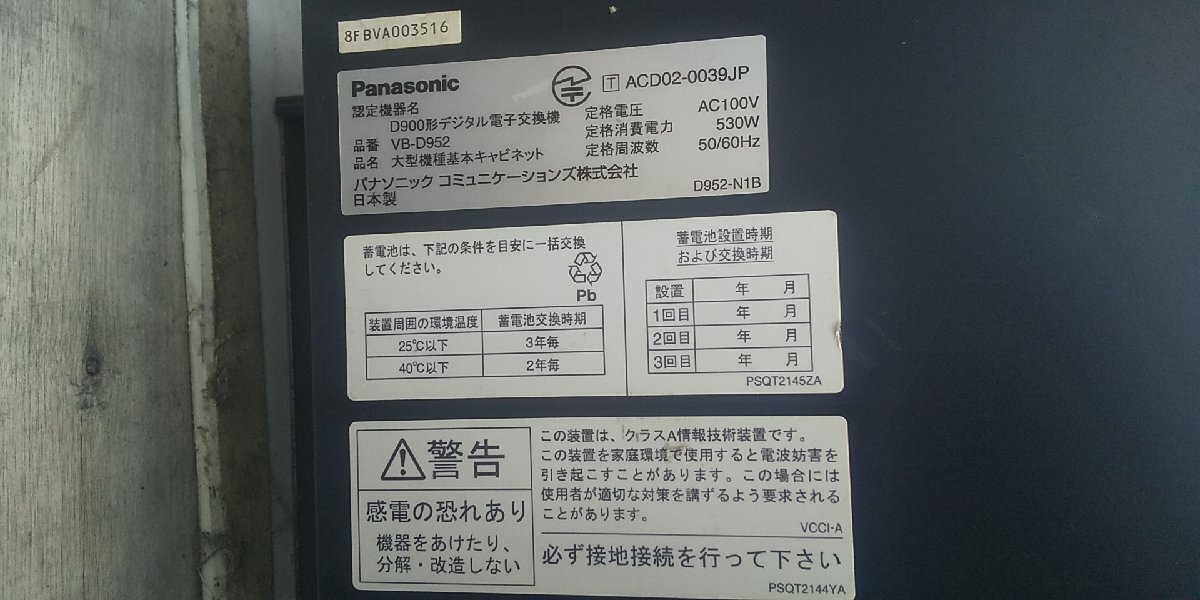 8FBVA003516
Panasonic
T ACD02-0039JP
認定機器名
D900形デジタル電子交換機
品番 VB-D952
品名 大型機種基本キャビネット
定格電圧 AC100V
定格消費電力 530W
定格周波数 50/60Hz
パナソニック コミュニケーションズ株式会社
日本製
D952-N1B
蓄電池は、下記の条件を目安に一括交換
してください。
Pb
装置周囲の環境温度 蓄電池交換時期
25℃以下 3年毎
40℃以下 2年毎
蓄電池設置時期
および交換時期
設置 年 月
1回目 年 月
2回目 年 月
3回目 年 月
PSQT2145ZA
警告
感電の恐れあり
機器をあけたり、
分解・改造しない
この装置は、クラスA情報技術装置です。
この装置を家庭環境で使用すると電波妨害を
引き起こすことがあります。この場合には
使用者が適切な対策を講ずるよう要求される
ことがあります。
VCCI-A
必ず接地接続を行って下さい
PSQT2144YA